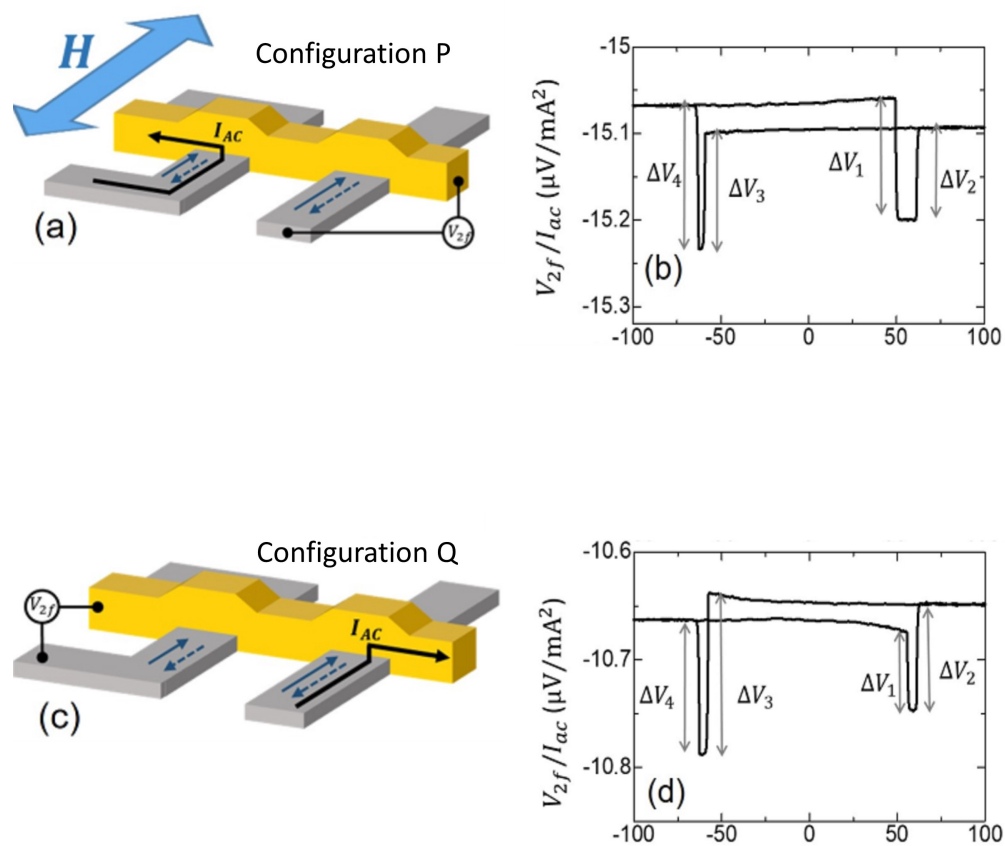 Configuration P
H
I_AC
V_2f
(a)
V_2f/I_ac (μV/mA²)
-15
-15.1
-15.2
-15.3
ΔV_4
ΔV_3
ΔV_1
ΔV_2
(b)
-100
-50
0
50
100
Configuration Q
V_2f
I_AC
(c)
V_2f/I_ac (μV/mA²)
-10.6
-10.7
-10.8
ΔV_4
ΔV_3
ΔV_1
ΔV_2
(d)
-100
-50
0
50
100